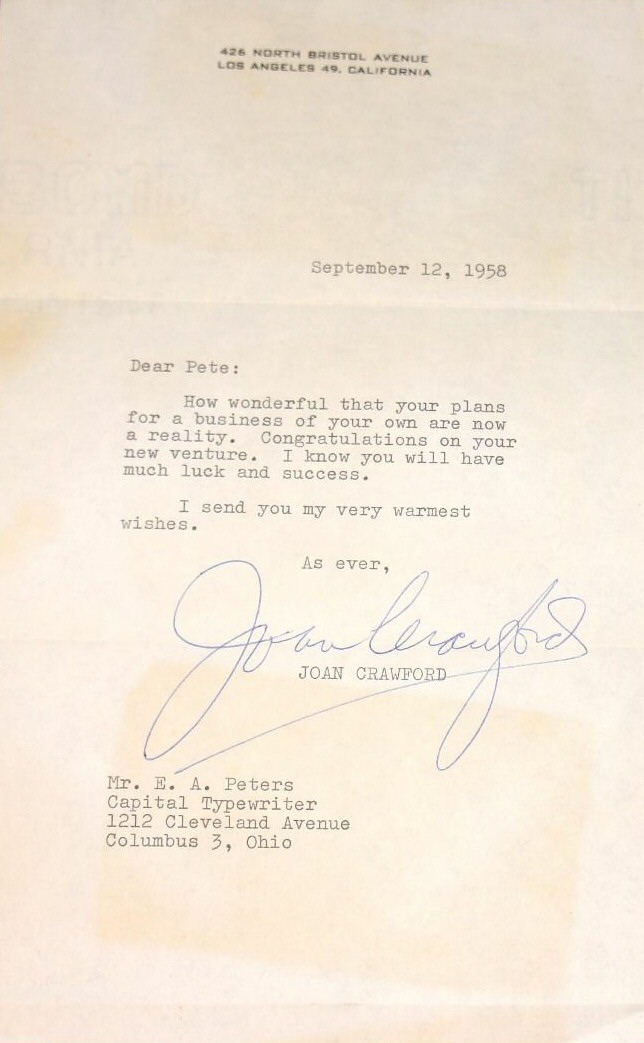 426 NORTH BRISTOL AVENUE
LOS ANGELES 49, CALIFORNIA
September 12, 1958
Dear Pete:
How wonderful that your plans
for a business of your own are now
a reality. Congratulations on your
new venture. I know you will have
much luck and success.
I send you my very warmest
wishes.
As ever,
Joan Crawford
JOAN CRAWFORD
Mr. E. A. Peters
Capital Typewriter
1212 Cleveland Avenue
Columbus 3, Ohio